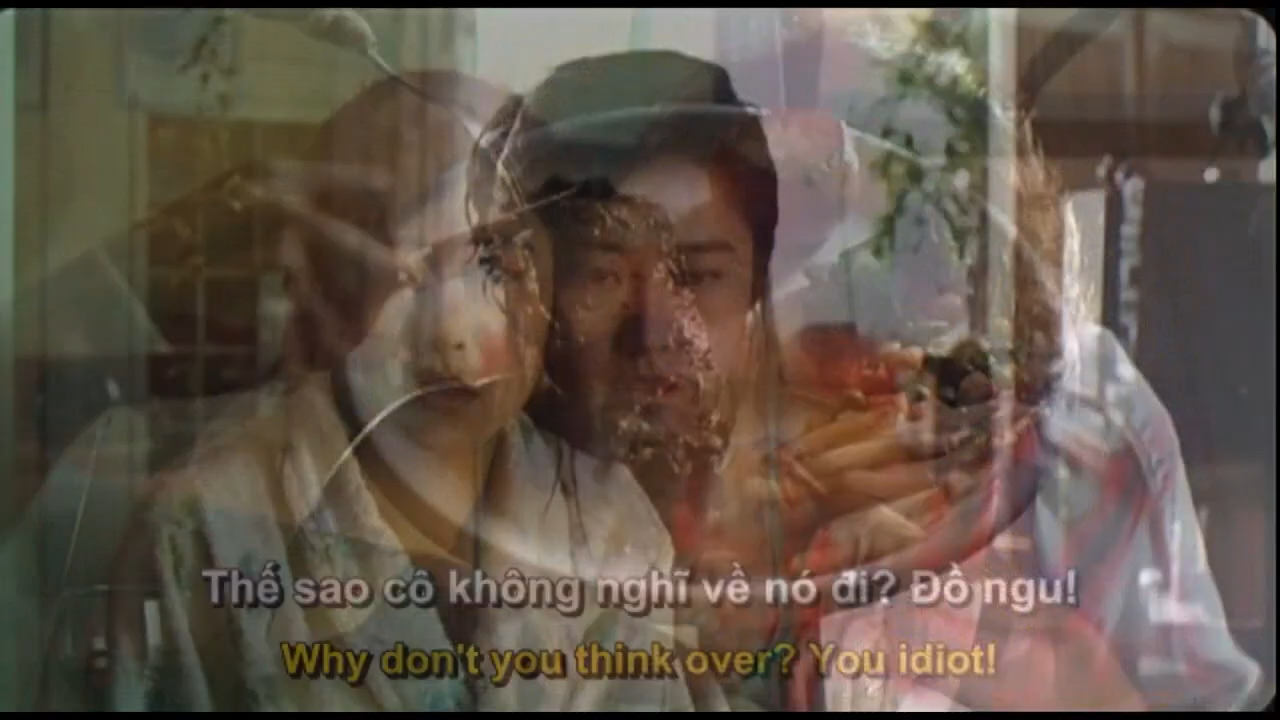 Thế sao cô không nghĩ về nó đi? Đồ ngu!
Why don't you think over? You idiot!